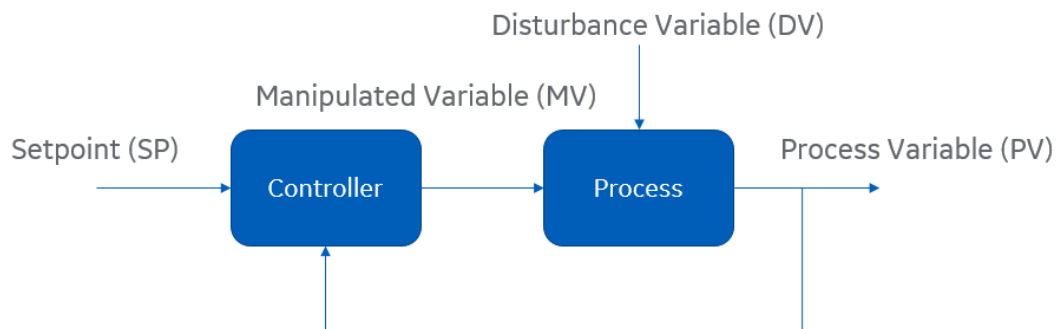 Disturbance Variable (DV)
Manipulated Variable (MV)
Setpoint (SP)
Process Variable (PV)
Controller
Process